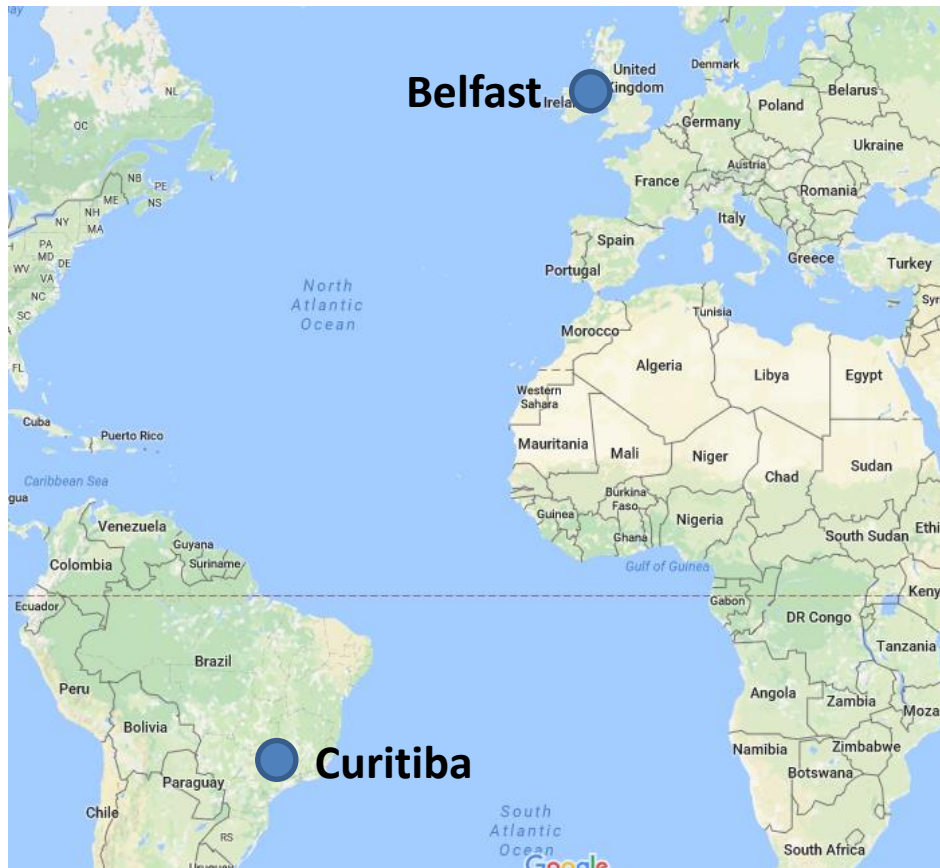 NL
QC
NB
PE
ME
NS
NH
NY
MA
PA
MD
DE
WV
VA
NC
SC
FL
Belfast
United
Kingdom
Denmark
Belarus
Poland
Germany
Ukraine
Austria
France
Romania
Italy
Spain
Greece
Portugal
Turkey
North
Atlantic
Ocean
Tunisia
Morocco
Algeria
Libya
Egypt
Western
Sahara
Cuba
Puerto Rico
Mauritania
Mali
Niger
Chad
Sudan
Caribbean Sea
Burkina
Faso
Guinea
Nigeria
Ghana
South Sudan
Venezuela
Guyana
Suriname
Colombia
Gulf of Guinea
Ecuador
Gabon
DR Congo
Tanzania
Brazil
Peru
Angola
Zambia
Bolivia
Namibia
Zimbabwe
Botswana
Curitiba
Paraguay
Chile
RS
South
Atlantic
Ocean
Google
South Africa